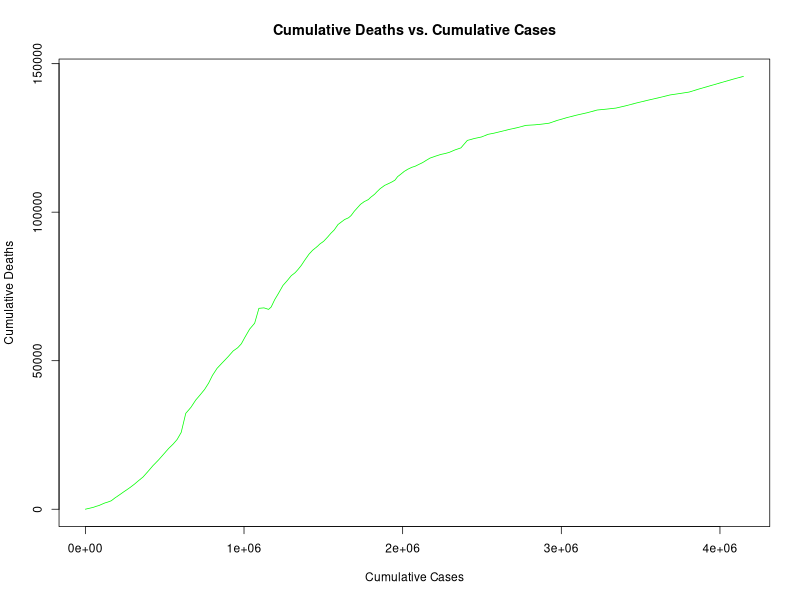 Cumulative Deaths vs. Cumulative Cases
150000
100000
50000
0
Cumulative Deaths
0e+00 1e+06 2e+06 3e+06 4e+06
Cumulative Cases